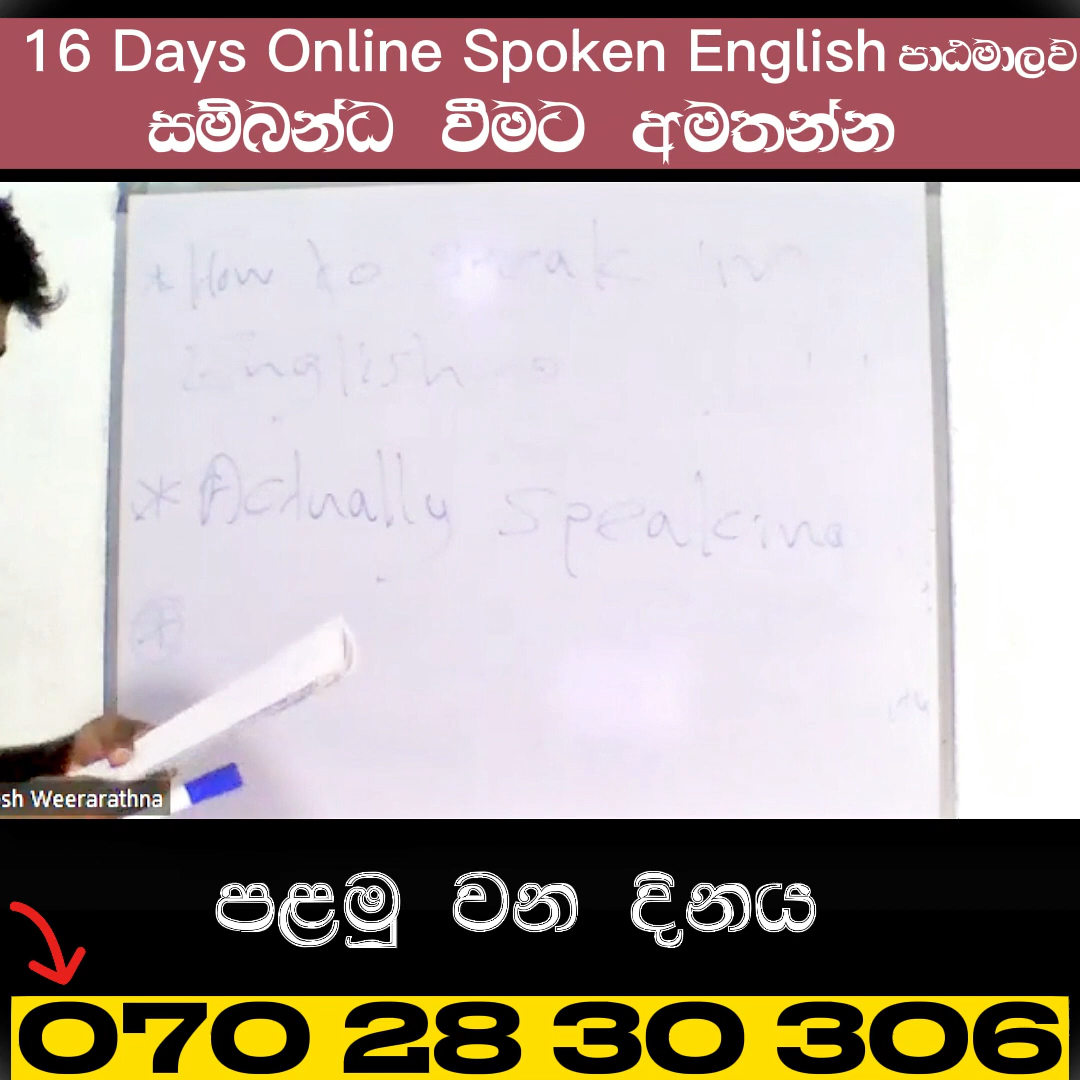 16 Days Online Spoken English පාඨමාලව
සම්බන්ධ වීමට අමතන්න
* How to speak in
English
* Actually speaking
sh Weerarathna
පළමු වන දිනය
070 28 30 306